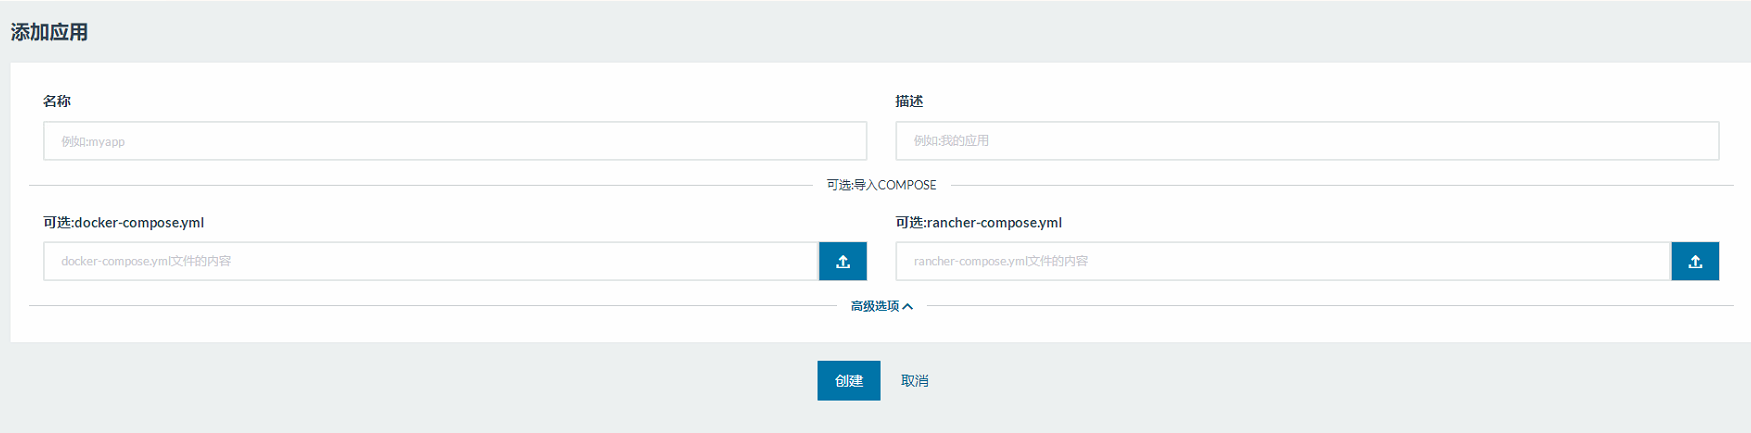 添加应用
名称
描述
例如:myapp
例如:我的应用
可选:导入COMPOSE
可选:docker-compose.yml
可选:rancher-compose.yml
docker-compose.yml文件的内容
rancher-compose.yml文件的内容
高级选项
创建
取消